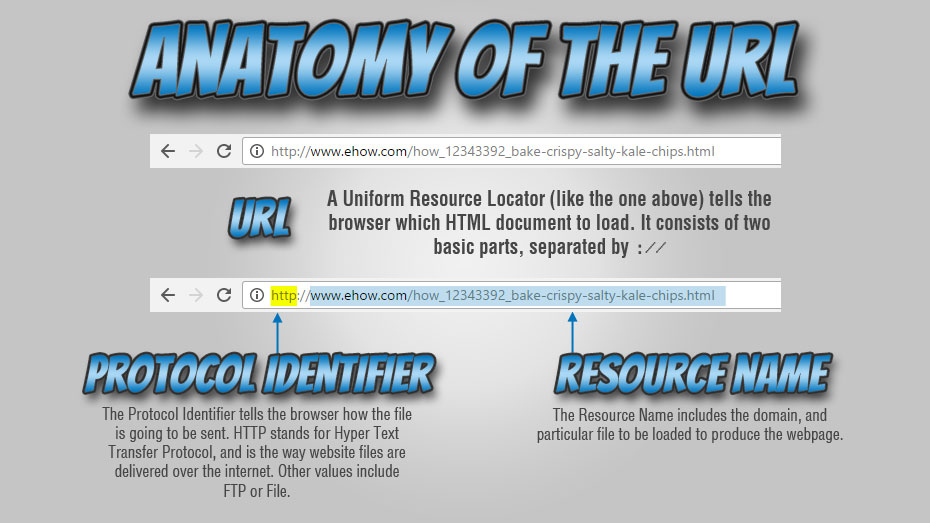 ANATOMY OF THE URL
http://www.ehow.com/how_12343392_bake-crispy-salty-kale-chips.html
URL
A Uniform Resource Locator (like the one above) tells the
browser which HTML document to load. It consists of two
basic parts, separated by ://
http://www.ehow.com/how_12343392_bake-crispy-salty-kale-chips.html
PROTOCOL IDENTIFIER
The Protocol Identifier tells the browser how the file
is going to be sent. HTTP stands for Hyper Text
Transfer Protocol, and is the way website files are
delivered over the internet. Other values include
FTP or File.
RESOURCE NAME
The Resource Name includes the domain, and
particular file to be loaded to produce the webpage.